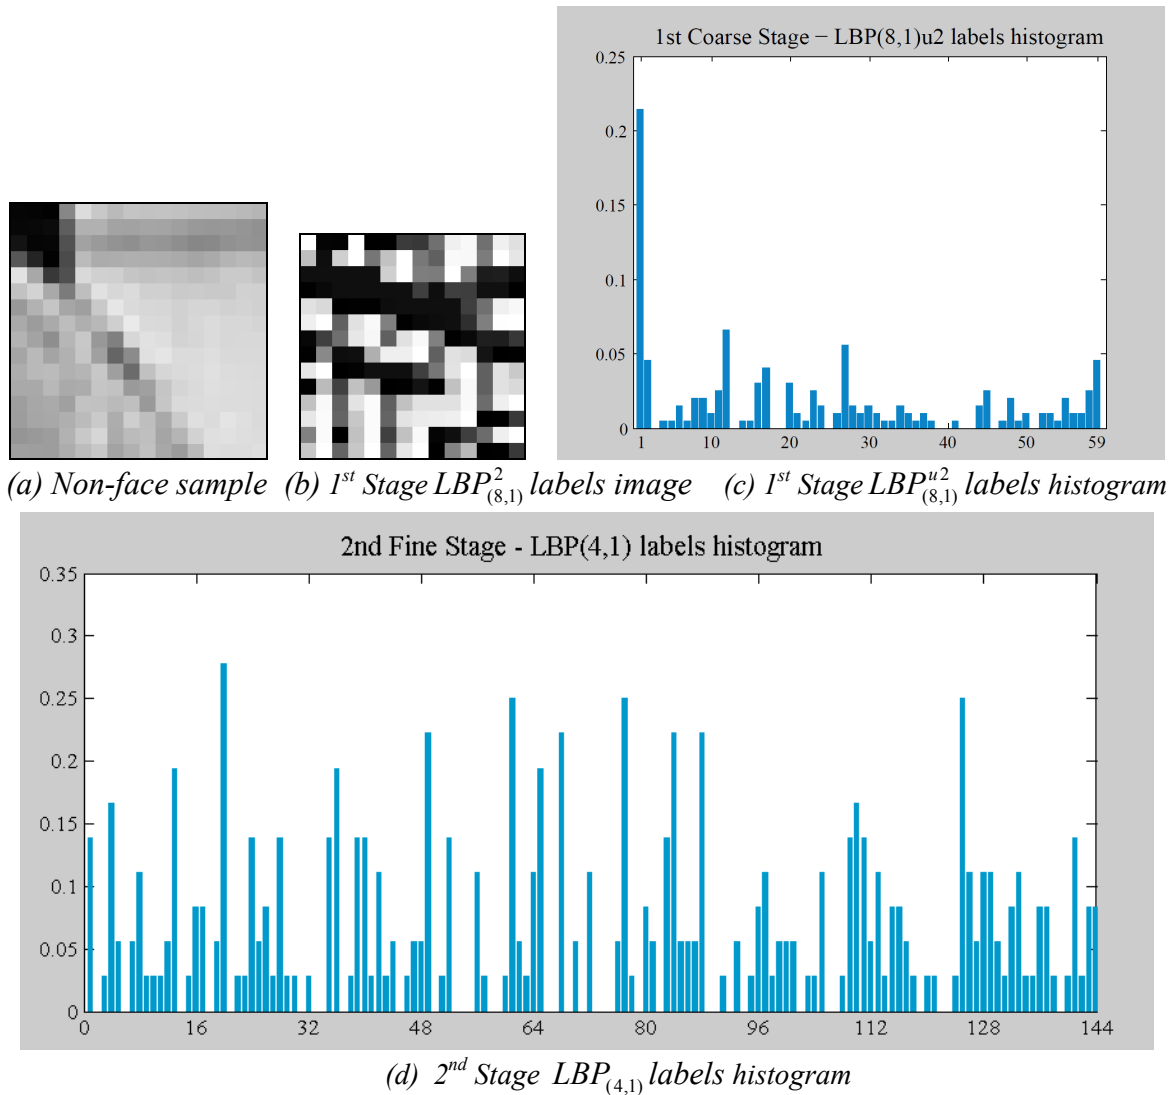 1st Coarse Stage − LBP(8,1)u2 labels histogram
0.25
0.2
0.15
0.1
0.05
0
1 10 20 30 40 50 59
(a) Non-face sample (b) 1st Stage LBP²(8,1) labels image (c) 1st Stage LBPu2(8,1) labels histogram
2nd Fine Stage - LBP(4,1) labels histogram
0.35
0.3
0.25
0.2
0.15
0.1
0.05
0
0 16 32 48 64 80 96 112 128 144
(d) 2nd Stage LBP(4,1) labels histogram